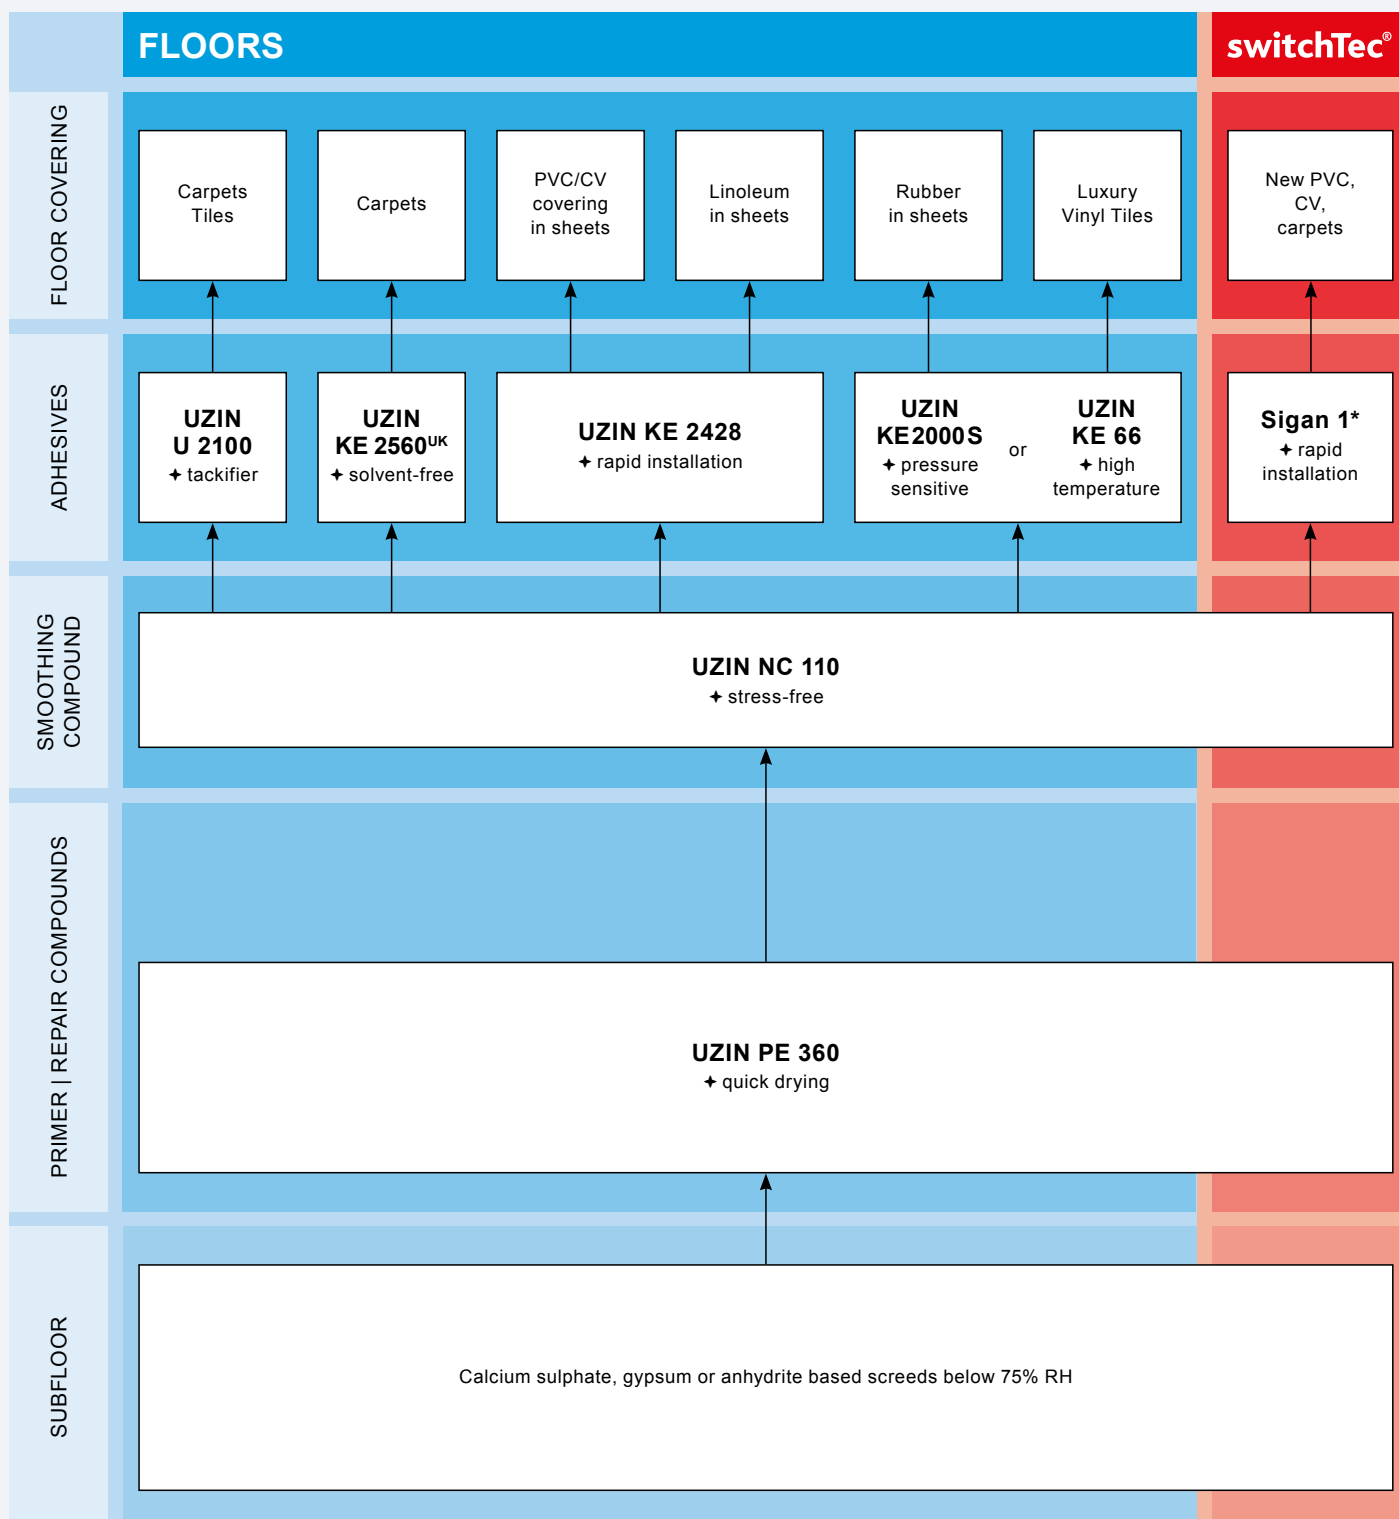 FLOORS
switchTec®
FLOOR COVERING
Carpets
Tiles
Carpets
PVC/CV
covering
in sheets
Linoleum
in sheets
Rubber
in sheets
Luxury
Vinyl Tiles
New PVC,
CV,
carpets
ADHESIVES
UZIN
U 2100
✦ tackifier
UZIN
KE 2560UK
✦ solvent-free
UZIN KE 2428
✦ rapid installation
UZIN
KE 2000 S
✦ pressure
sensitive
or
UZIN
KE 66
✦ high
temperature
Sigan 1*
✦ rapid
installation
SMOOTHING
COMPOUND
UZIN NC 110
✦ stress-free
PRIMER | REPAIR COMPOUNDS
UZIN PE 360
✦ quick drying
SUBFLOOR
Calcium sulphate, gypsum or anhydrite based screeds below 75% RH